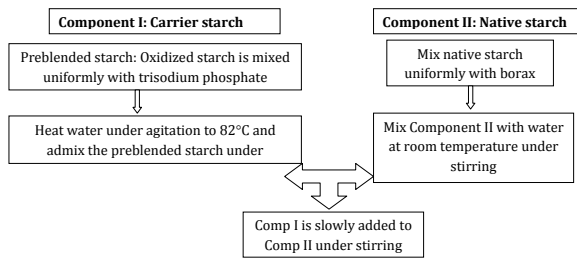 Component I: Carrier starch
Component II: Native starch
Preblended starch: Oxidized starch is mixed
uniformly with trisodium phosphate
Mix native starch
uniformly with borax
Heat water under agitation to 82°C and
admix the preblended starch under
Mix Component II with water
at room temperature under
stirring
Comp I is slowly added to
Comp II under stirring